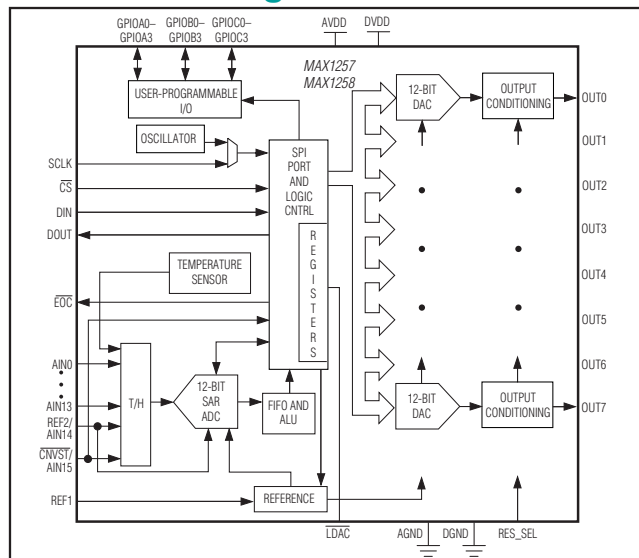 GPIOA0–
GPIOA3
GPIOB0–
GPIOB3
GPIOC0–
GPIOC3
AVDD
DVDD
MAX1257
MAX1258
USER-PROGRAMMABLE
I/O
OSCILLATOR
SCLK
CS
DIN
DOUT
SPI
PORT
AND
LOGIC
CNTRL
REGISTERS
TEMPERATURE
SENSOR
EOC
AIN0
AIN13
REF2/
AIN14
CNVST/
AIN15
REF1
T/H
12-BIT
SAR
ADC
FIFO AND
ALU
REFERENCE
12-BIT
DAC
OUTPUT
CONDITIONING
OUT0
OUT1
OUT2
OUT3
OUT4
OUT5
OUT6
12-BIT
DAC
OUTPUT
CONDITIONING
OUT7
LDAC
AGND
DGND
RES_SEL